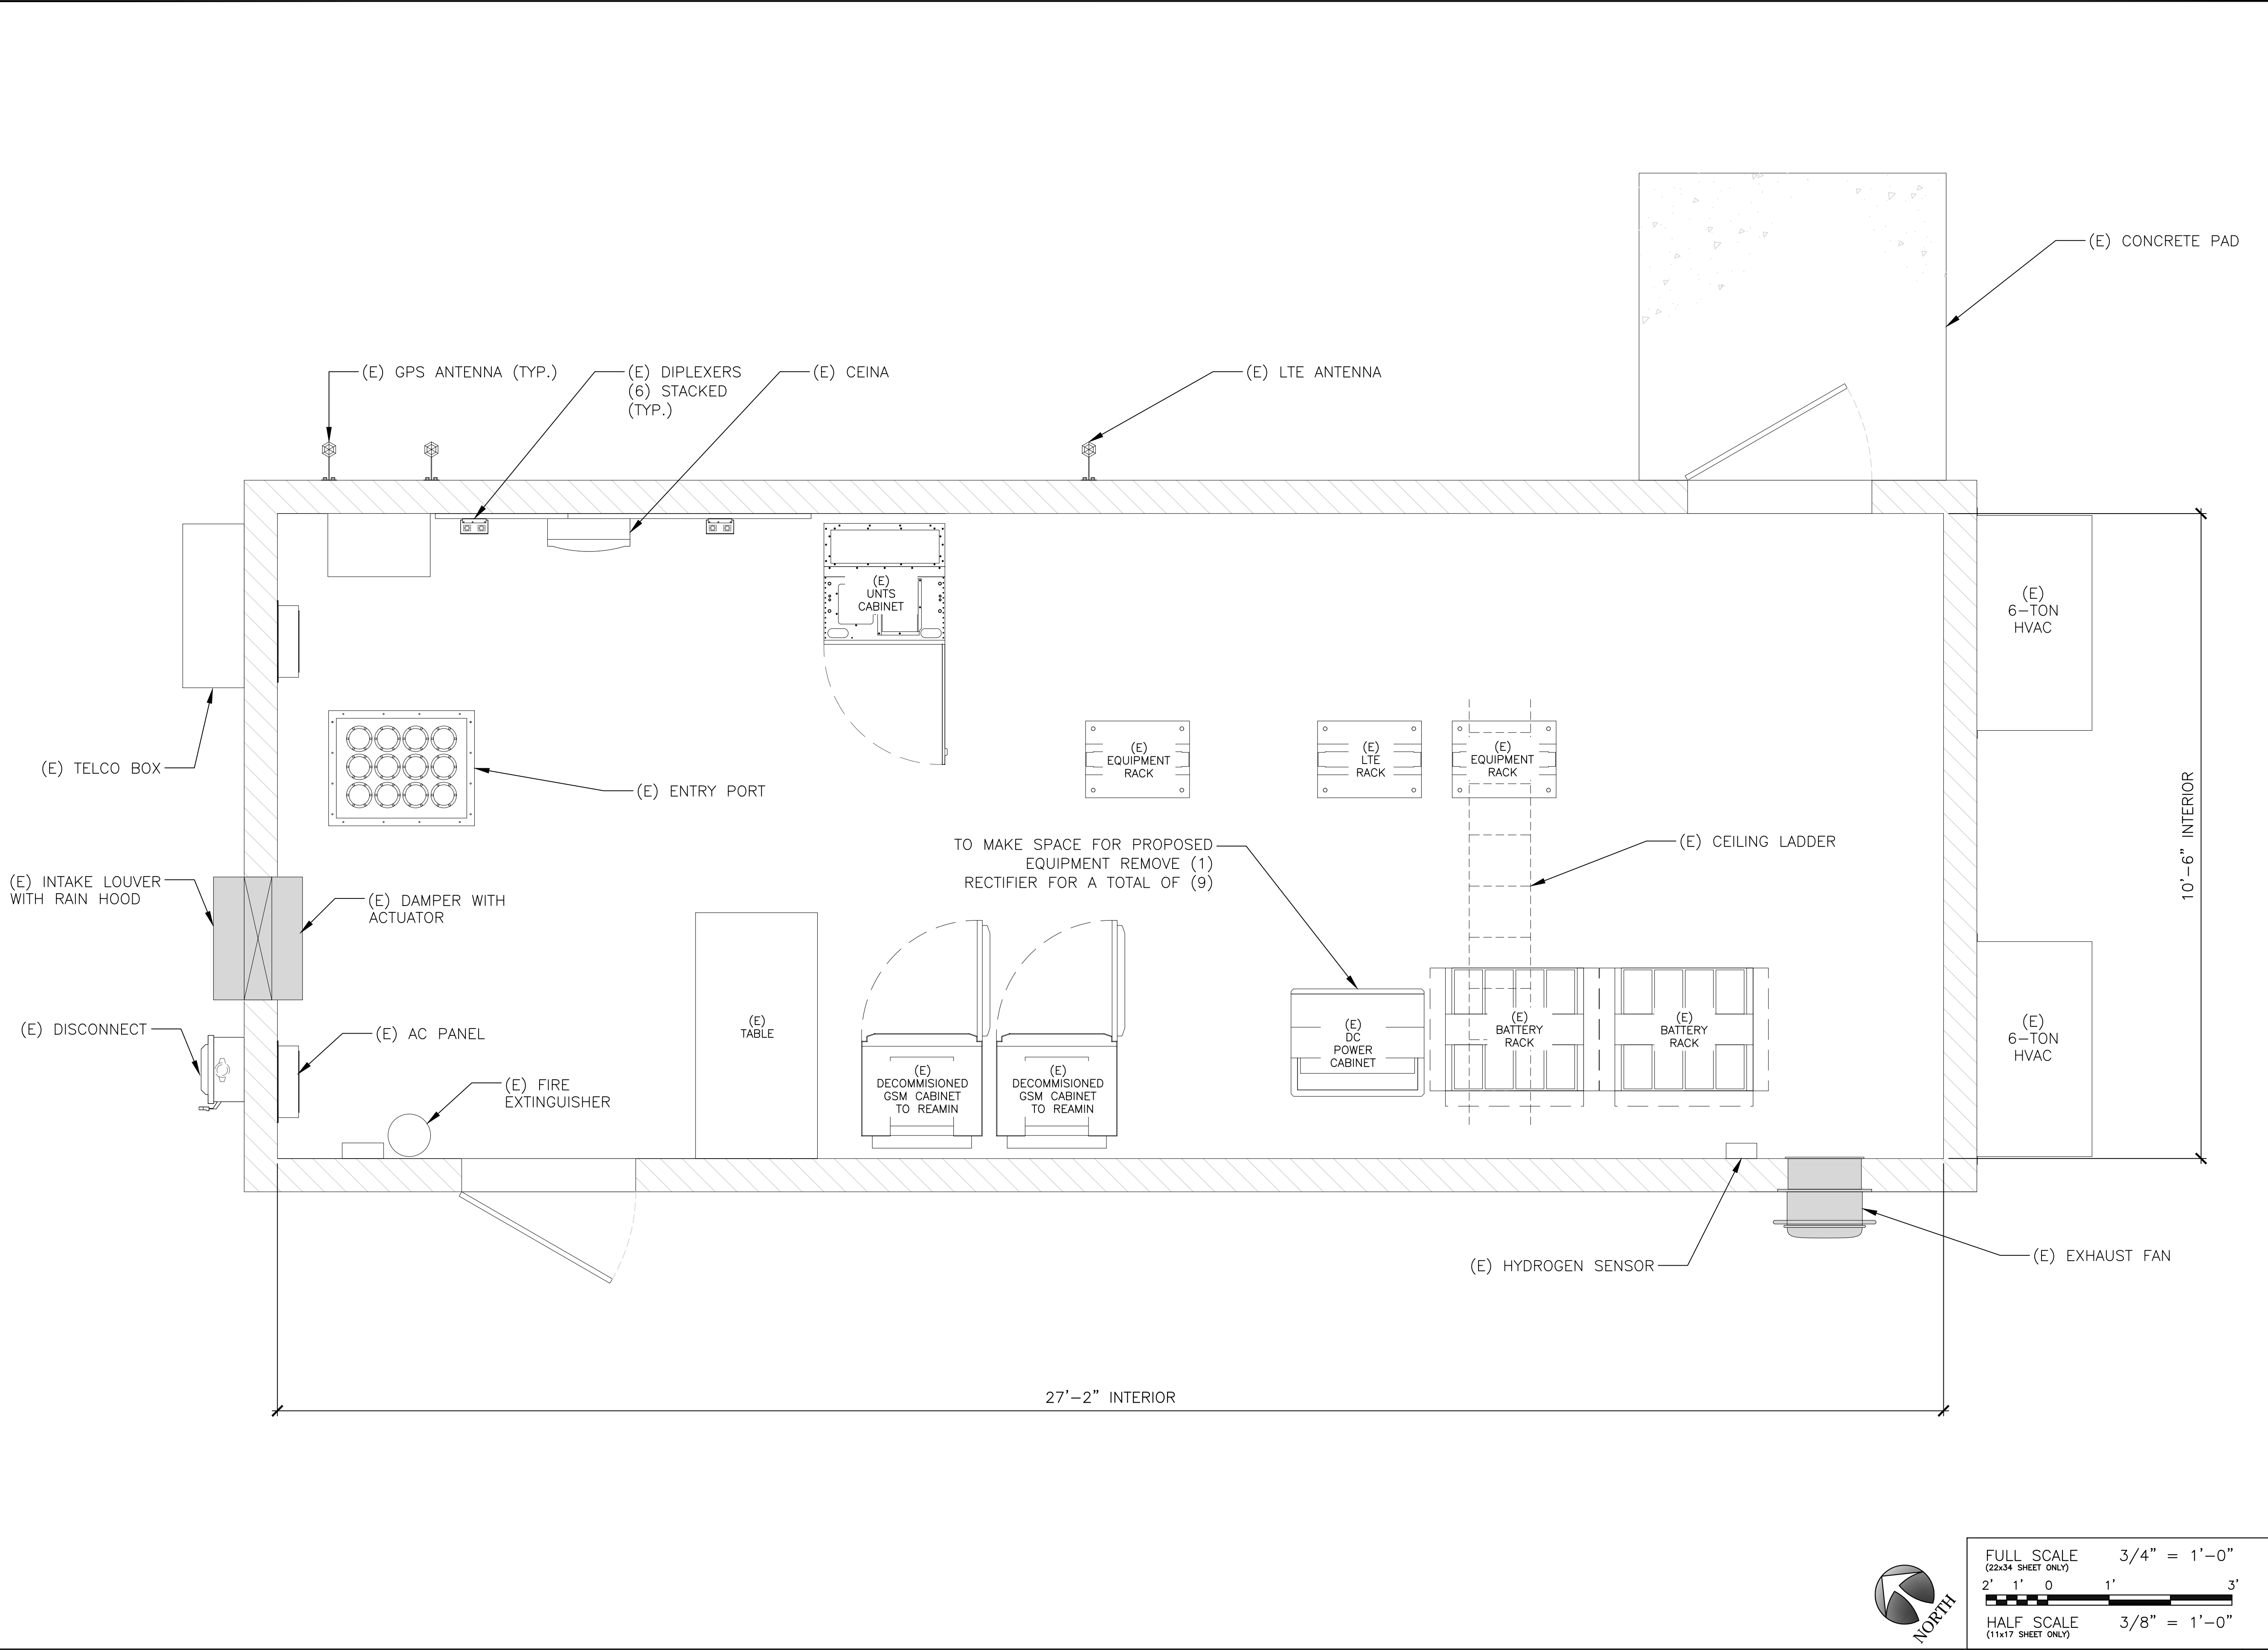 (E) CONCRETE PAD
(E) GPS ANTENNA (TYP.)
(E) DIPLEXERS
(6) STACKED
(TYP.)
(E) CEINA
(E) LTE ANTENNA
(E)
UNTS
CABINET
(E)
6-TON
HVAC
(E) TELCO BOX
(E) ENTRY PORT
(E)
EQUIPMENT
RACK
(E)
LTE
RACK
(E)
EQUIPMENT
RACK
10'-6" INTERIOR
TO MAKE SPACE FOR PROPOSED
EQUIPMENT REMOVE (1)
RECTIFIER FOR A TOTAL OF (9)
(E) CEILING LADDER
(E) INTAKE LOUVER
WITH RAIN HOOD
(E) DAMPER WITH
ACTUATOR
(E) DISCONNECT
(E) AC PANEL
(E)
TABLE
(E)
DC
POWER
CABINET
(E)
BATTERY
RACK
(E)
BATTERY
RACK
(E)
6-TON
HVAC
(E) FIRE
EXTINGUISHER
(E)
DECOMMISIONED
GSM CABINET
TO REAMIN
(E)
DECOMMISIONED
GSM CABINET
TO REAMIN
(E) HYDROGEN SENSOR
(E) EXHAUST FAN
27'-2" INTERIOR
NORTH
FULL SCALE 3/4" = 1'-0"
(22x34 SHEET ONLY)
2' 1' 0 1' 3'
HALF SCALE 3/8" = 1'-0"
(11x17 SHEET ONLY)